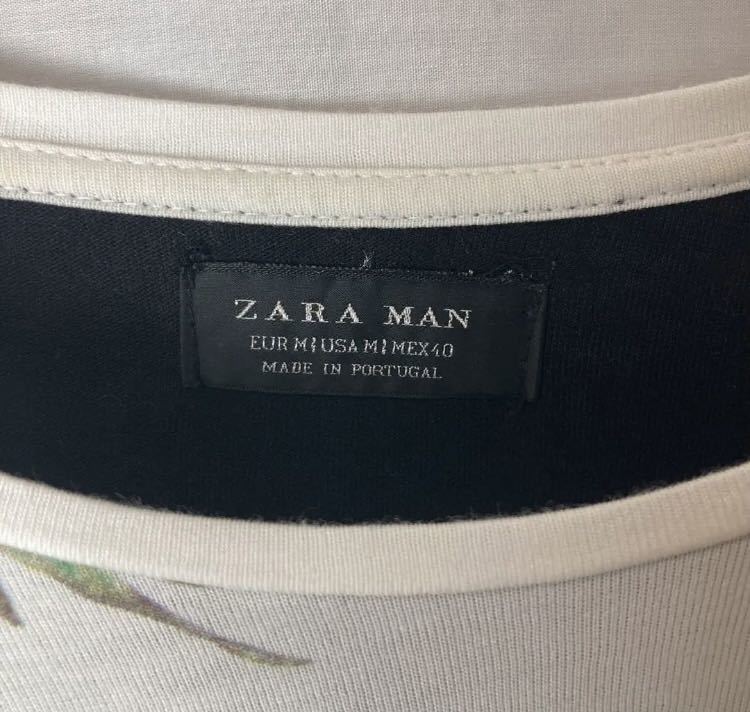 ZARA MAN
EUR M | USA M | MEX 40
MADE IN PORTUGAL